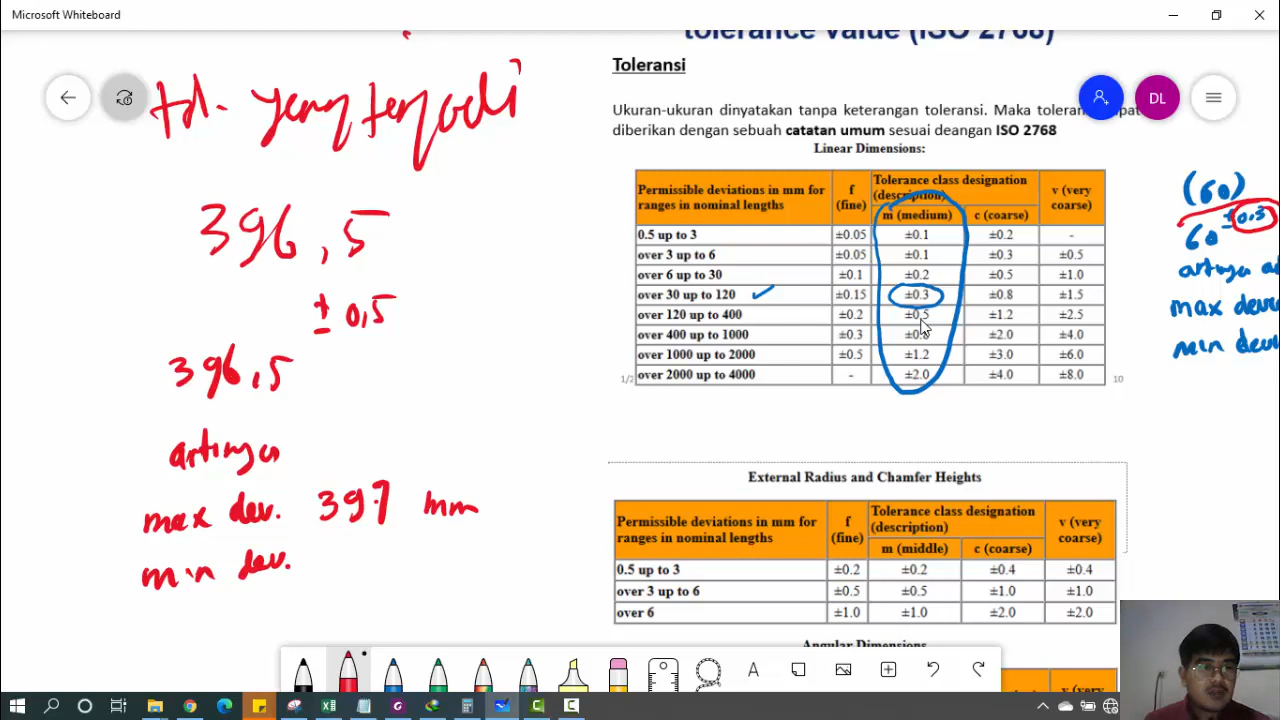 Microsoft Whiteboard
tolerance value (ISO 2768)
Toleransi
Ukuran-ukuran dinyatakan tanpa keterangan toleransi. Maka toleran
diberikan dengan sebuah catatan umum sesuai deangan ISO 2768
Linear Dimensions:
Permissible deviations in mm for ranges in nominal lengths f (fine) Tolerance class designation (description) v (very coarse)
m (medium) c (coarse)
0.5 up to 3 ±0.05 ±0.1 ±0.2 -
over 3 up to 6 ±0.05 ±0.1 ±0.3 ±0.5
over 6 up to 30 ±0.1 ±0.2 ±0.5 ±1.0
over 30 up to 120 ±0.15 ±0.3 ±0.8 ±1.5
over 120 up to 400 ±0.2 ±0.5 ±1.2 ±2.5
over 400 up to 1000 ±0.3 ±2.0 ±4.0
over 1000 up to 2000 ±0.5 ±1.2 ±3.0 ±6.0
over 2000 up to 4000 - ±2.0 ±4.0 ±8.0
1/2
10
External Radius and Chamfer Heights
Permissible deviations in mm for ranges in nominal lengths f (fine) Tolerance class designation (description) v (very coarse)
m (middle) c (coarse)
0.5 up to 3 ±0.2 ±0.2 ±0.4 ±0.4
over 3 up to 6 ±0.5 ±0.5 ±1.0 ±1.0
over 6 ±1.0 ±1.0 ±2.0 ±2.0
Angular Dimensions
tol. yang terjadi
396,5
± 0,5
396,5
artinya
max dev. 397 mm
min dev.
(60)
60 ± 0.3
artinya
max
min
DL
A